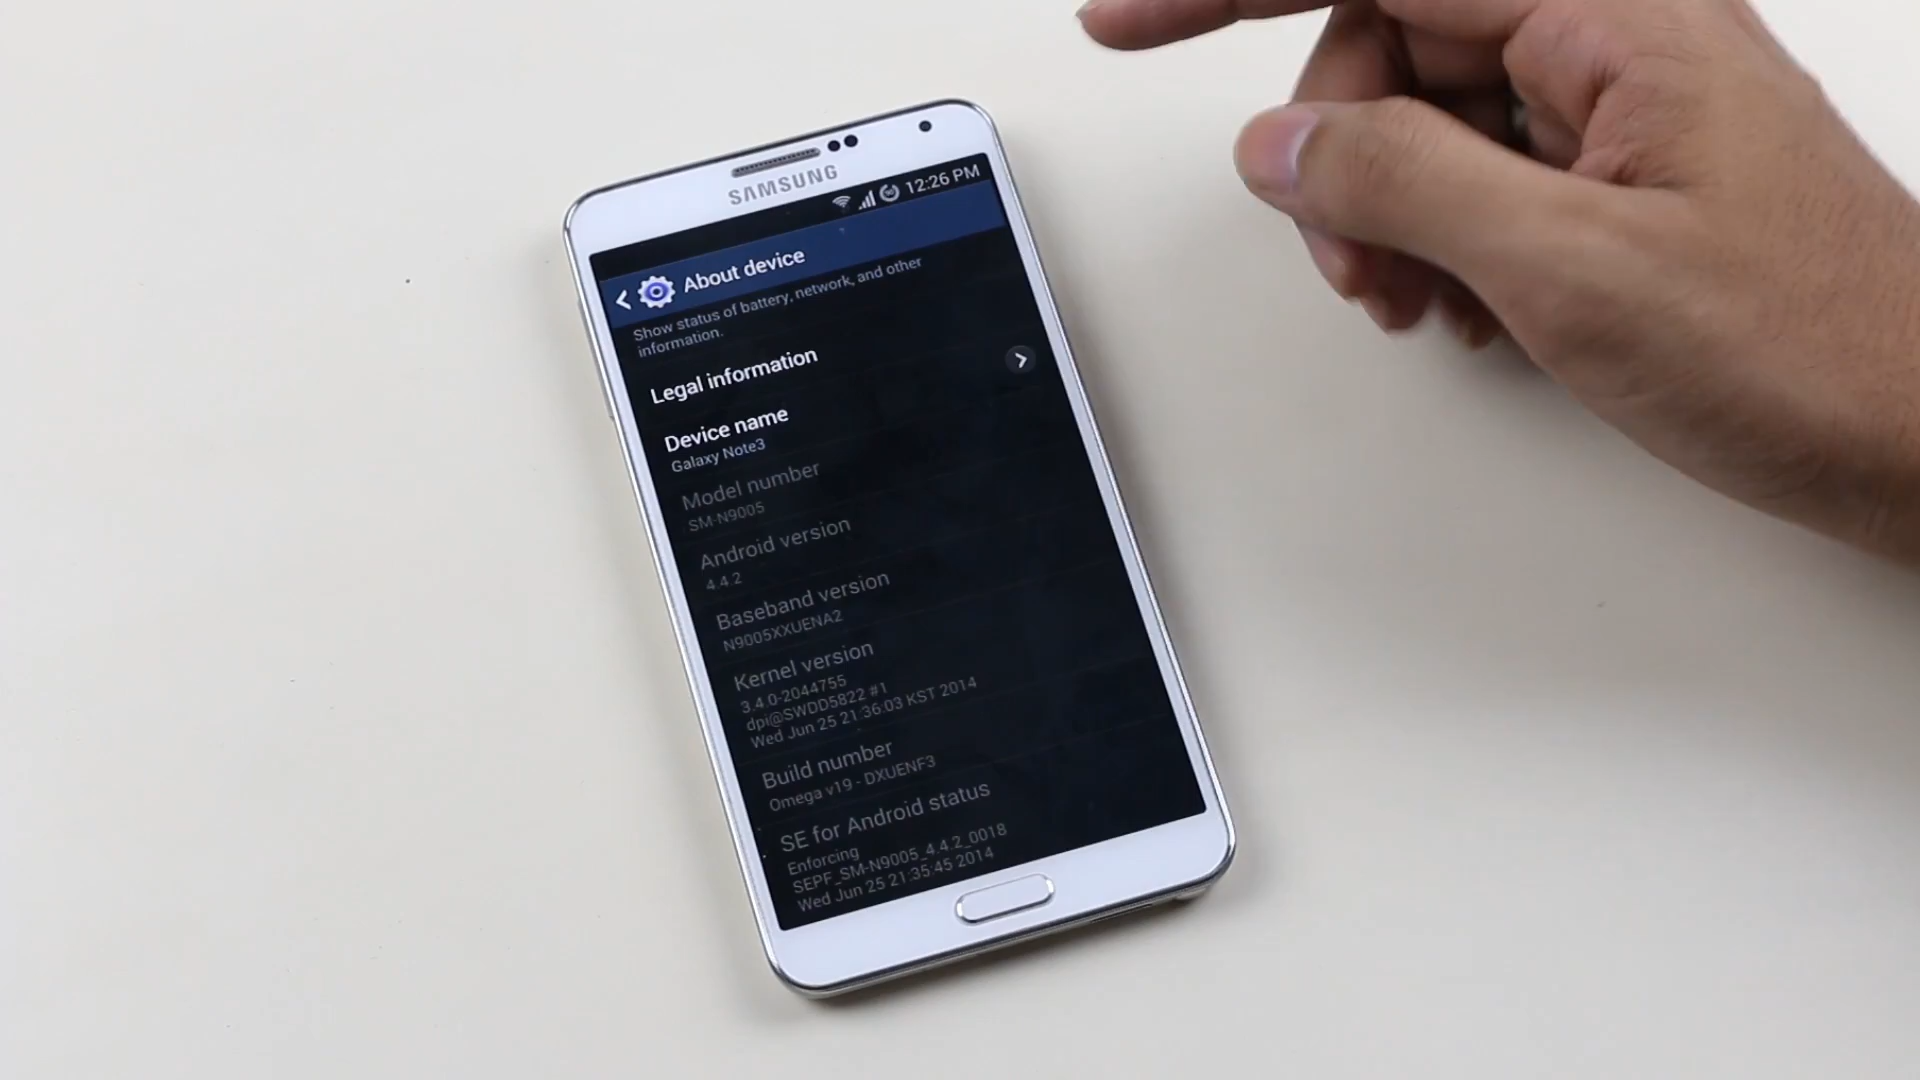 SAMSUNG
12:26 PM
About device
Show status of battery, network, and other
information.
Legal information
Device name
Galaxy Note3
Model number
SM-N9005
Android version
4.4.2
Baseband version
N9005XXUENA2
Kernel version
3.4.0-2044755
dpi@SWDD5822 #1
Wed Jun 25 21:36:03 KST 2014
Build number
Omega v19 - DXUENF3
SE for Android status
Enforcing
SEPF_SM-N9005_4.4.2_0018
Wed Jun 25 21:35:45 2014